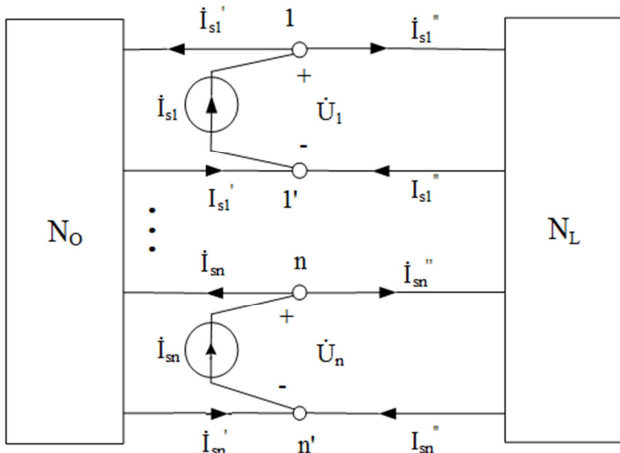 İs1' 1 İs1''
+
İs1 U̇1
-
Is1' 1' Is1''
NO NL
İsn n İsn''
+
İsn U̇n
-
İsn' n' Isn''